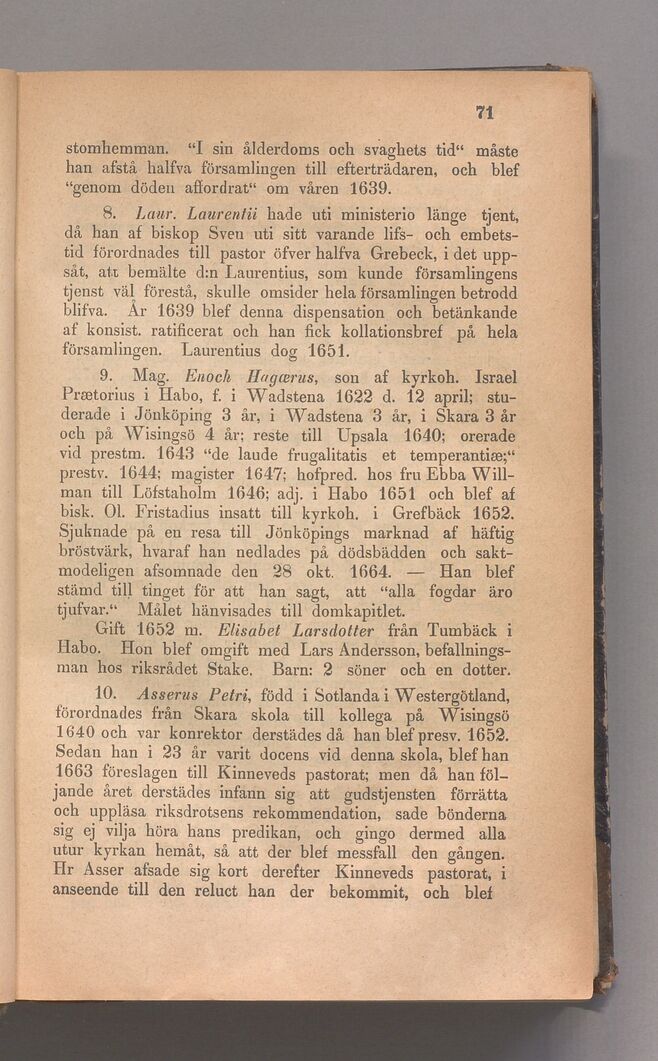 71
stomhemman. “I sin ålderdoms och svaghets tid“ måste
han afstå halfva församlingen till efterträdaren, och blef
“genom döden affordrat“ om våren 1639.
8. Laur. Laurentii hade uti ministerio länge tjent,
då han af biskop Sven uti sitt varande lifs- och embets-
tid förordnades till pastor öfver halfva Grebeck, i det upp-
såt, att bemälte d:n Laurentius, som kunde församlingens
tjenst väl förestå, skulle omsider hela församlingen betrodd
blifva. År 1639 blef denna dispensation och betänkande
af konsist. ratificerat och han fick kollationsbref på hela
församlingen. Laurentius dog 1651.
9. Mag. Enoch Hagærus, son af kyrkoh. Israel
Prætorius i Habo, f. i Wadstena 1622 d. 12 april; stu-
derade i Jönköping 3 år, i Wadstena 3 år, i Skara 3 år
och på Wisingsö 4 år; reste till Upsala 1640; orerade
vid prestm. 1643 “de laude frugalitatis et temperantiæ;“
prestv. 1644; magister 1647; hofpred. hos fru Ebba Will-
man till Löfstaholm 1646; adj. i Habo 1651 och blef af
bisk. Ol. Fristadius insatt till kyrkoh. i Grefbäck 1652.
Sjuknade på en resa till Jönköpings marknad af häftig
bröstvärk, hvaraf han nedlades på dödsbädden och sakt-
modeligen afsomnade den 28 okt. 1664. — Han blef
stämd till tinget för att han sagt, att “alla fogdar äro
tjufvar.“ Målet hänvisades till domkapitlet.
Gift 1652 m. Elisabet Larsdotter från Tumbäck i
Habo. Hon blef omgift med Lars Andersson, befallnings-
man hos riksrådet Stake. Barn: 2 söner och en dotter.
10. Asserus Petri, född i Sotlanda i Westergötland,
förordnades från Skara skola till kollega på Wisingsö
1640 och var konrektor derstädes då han blef presv. 1652.
Sedan han i 23 år varit docens vid denna skola, blef han
1663 föreslagen till Kinneveds pastorat; men då han föl-
jande året derstädes infann sig att gudstjensten förrätta
och uppläsa riksdrotsens rekommendation, sade bönderna
sig ej vilja höra hans predikan, och gingo dermed alla
utur kyrkan hemåt, så att der blef messfall den gången.
Hr Asser afsade sig kort derefter Kinneveds pastorat, i
anseende till den reluct han der bekommit, och blef